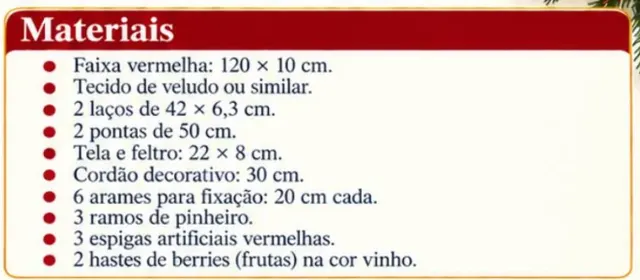 Materiais
• Faixa vermelha: 120 × 10 cm.
• Tecido de veludo ou similar.
• 2 laços de 42 × 6,3 cm.
• 2 pontas de 50 cm.
• Tela e feltro: 22 × 8 cm.
• Cordão decorativo: 30 cm.
• 6 arames para fixação: 20 cm cada.
• 3 ramos de pinheiro.
• 3 espigas artificiais vermelhas.
• 2 hastes de berries (frutas) na cor vinho.